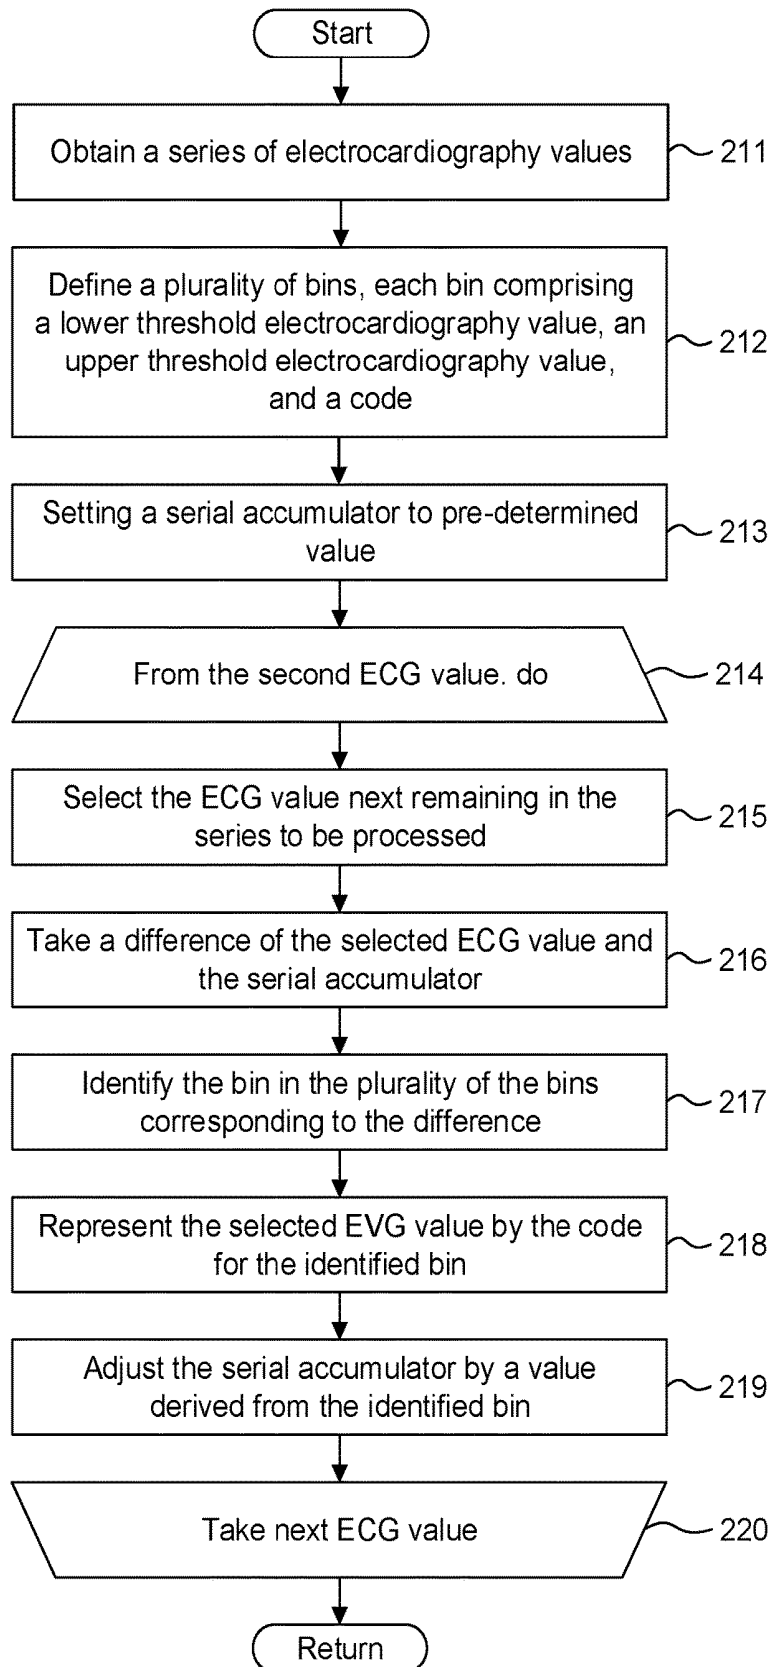 Start
Obtain a series of electrocardiography values
211
Define a plurality of bins, each bin comprising
a lower threshold electrocardiography value, an
upper threshold electrocardiography value,
and a code
212
Setting a serial accumulator to pre-determined
value
213
From the second ECG value. do
214
Select the ECG value next remaining in the
series to be processed
215
Take a difference of the selected ECG value and
the serial accumulator
216
Identify the bin in the plurality of the bins
corresponding to the difference
217
Represent the selected EVG value by the code
for the identified bin
218
Adjust the serial accumulator by a value
derived from the identified bin
219
Take next ECG value
220
Return